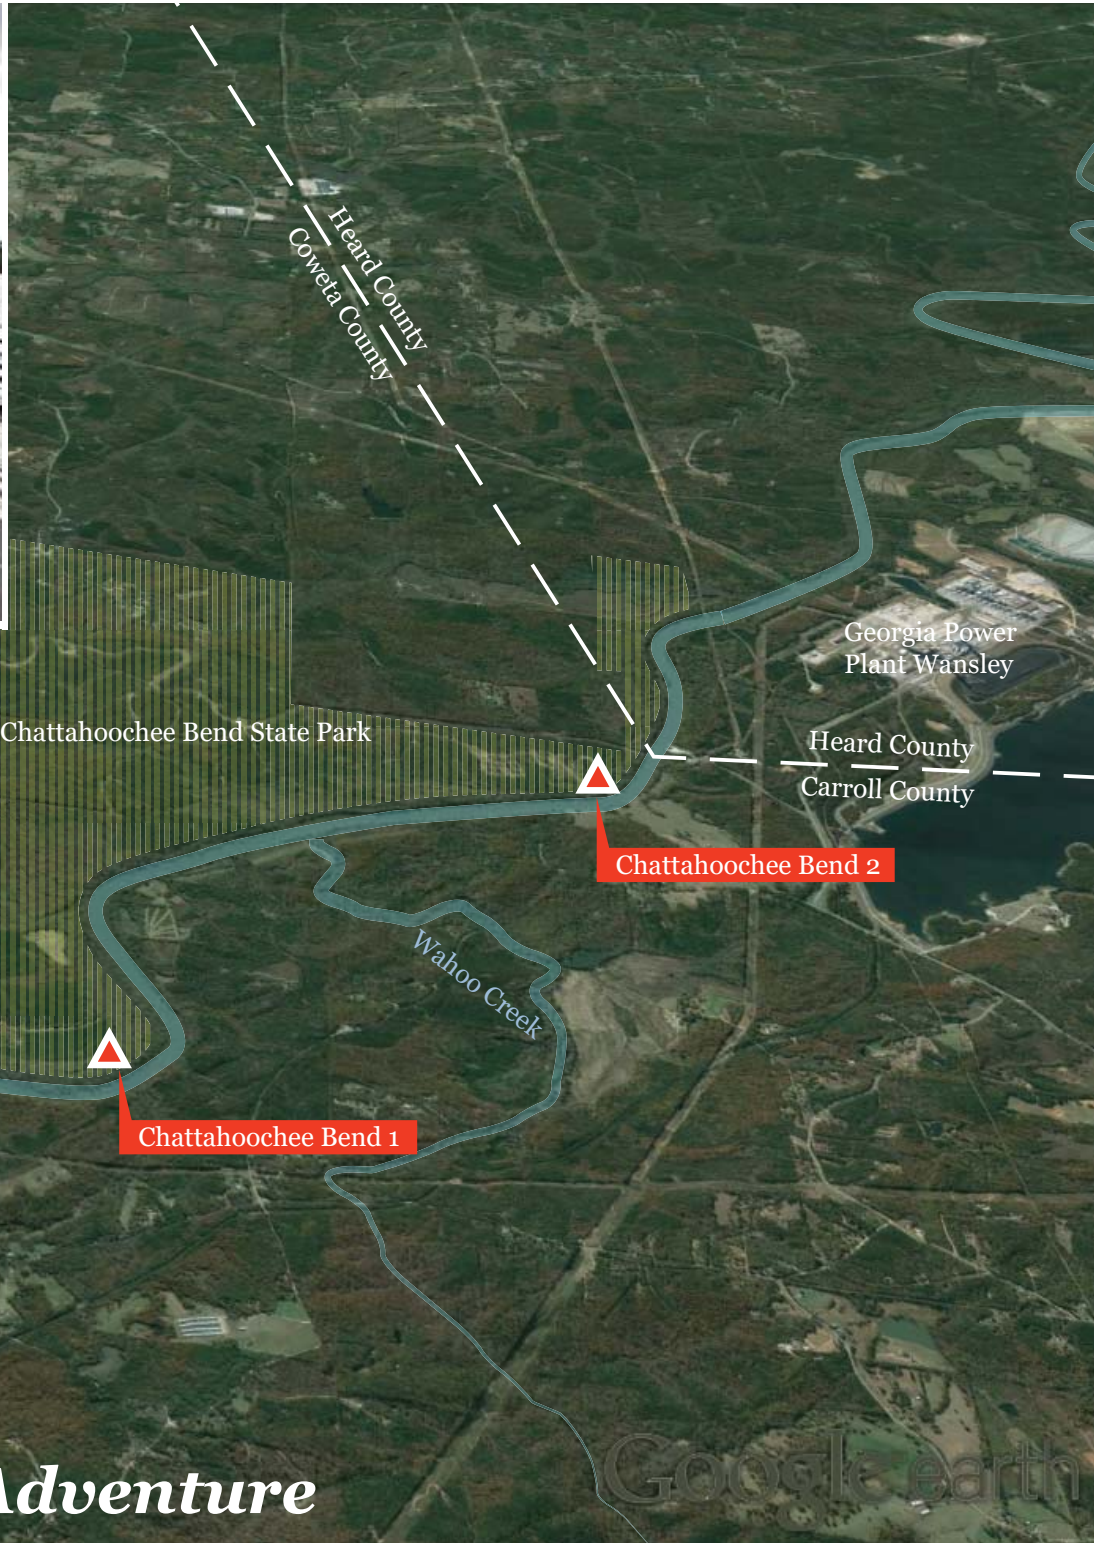 Heard County
Coweta County
Georgia Power
Plant Wansley
Chattahoochee Bend State Park
Heard County
Carroll County
Chattahoochee Bend 2
Wahoo Creek
Chattahoochee Bend 1
Adventure
Google earth